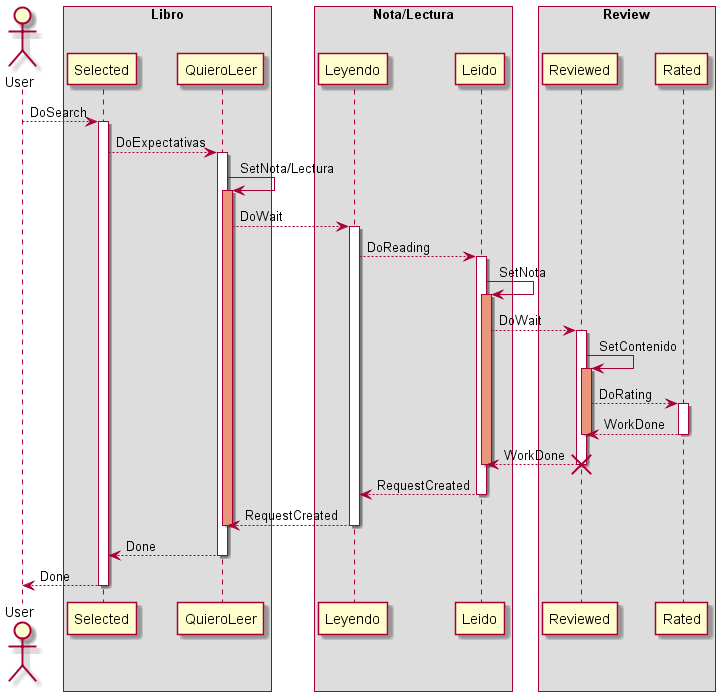 Libro
Nota/Lectura
Review
User
Selected
QuieroLeer
Leyendo
Leido
Reviewed
Rated
DoSearch
DoExpectativas
SetNota/Lectura
DoWait
DoReading
SetNota
DoWait
SetContenido
DoRating
WorkDone
WorkDone
RequestCreated
RequestCreated
Done
Done
User
Selected
QuieroLeer
Leyendo
Leido
Reviewed
Rated